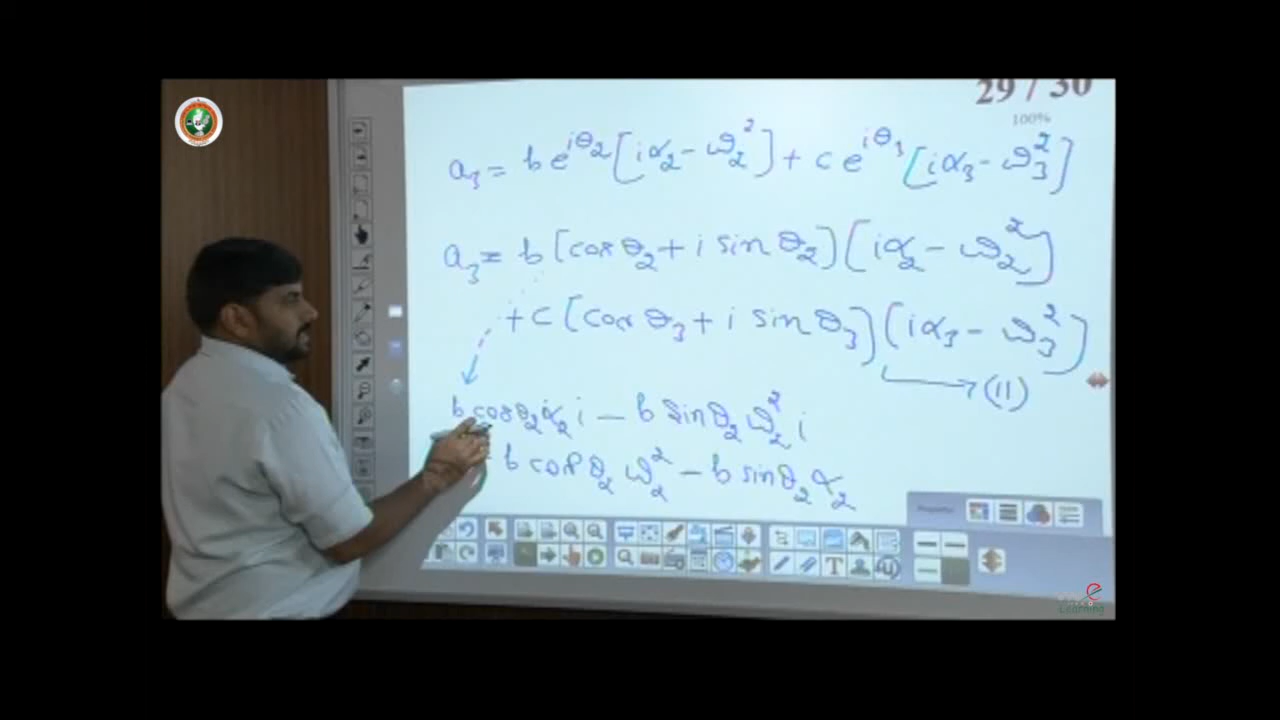 29 / 30
100%
a₃ = b e^{iθ₂} [iα₂ - ω₂²] + c e^{iθ₃} [iα₃ - ω₃²]
a₃ = b [cos θ₂ + i sin θ₂) (iα₂ - ω₂²)
+ c [cos θ₃ + i sin θ₃) (iα₃ - ω₃²)
→ (11)
b cos θ₂ α₂ i - b sin θ₂ ω₂² i
b cos θ₂ ω₂² - b sin θ₂ α₂
Learning